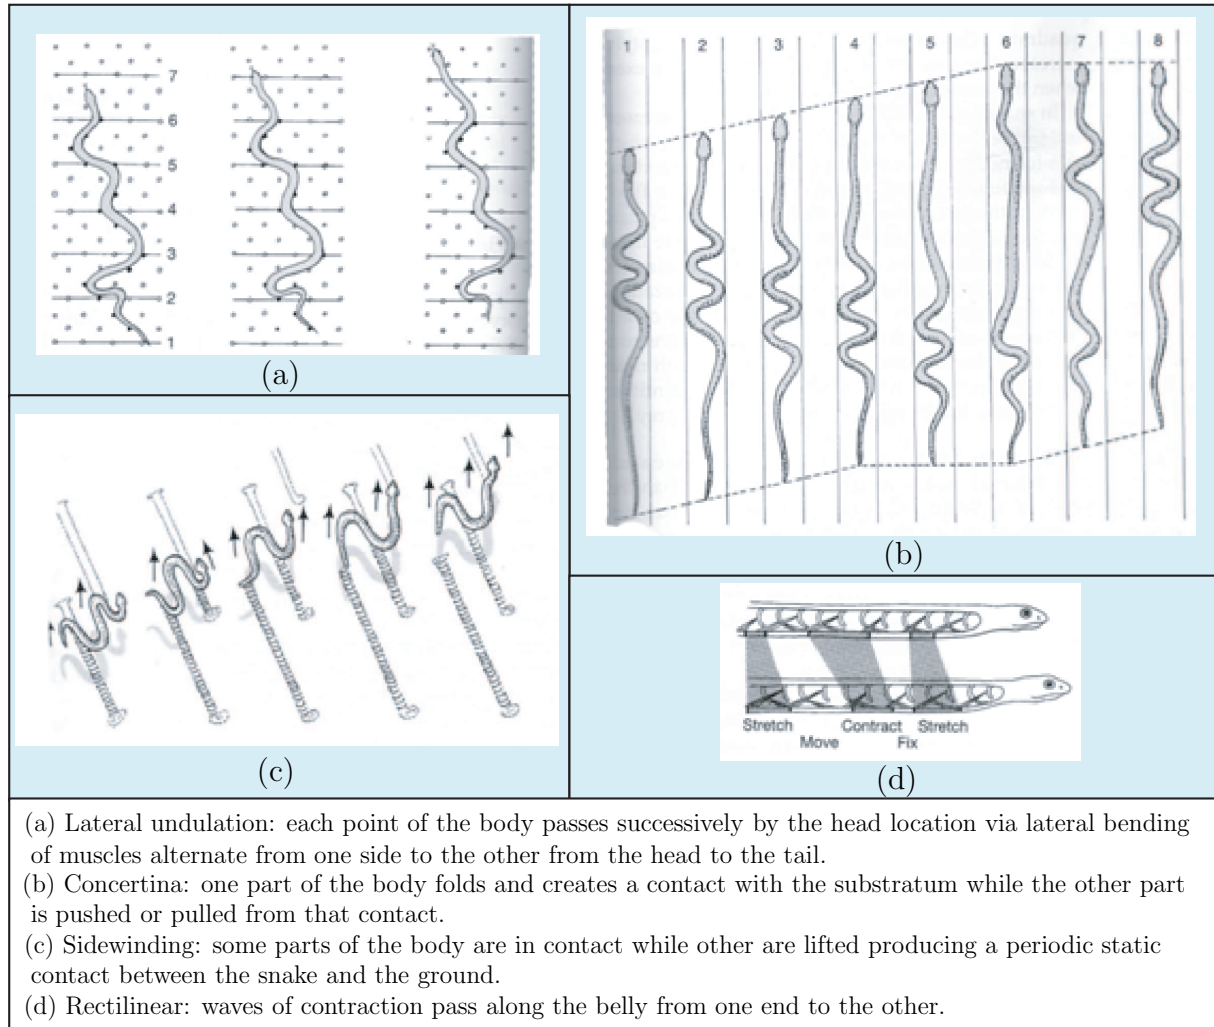 7
6
5
4
3
2
1
(a)
1 2 3 4 5 6 7 8
(b)
(c)
Stretch Contract Stretch
Move Fix
(d)
(a) Lateral undulation: each point of the body passes successively by the head location via lateral bending
of muscles alternate from one side to the other from the head to the tail.
(b) Concertina: one part of the body folds and creates a contact with the substratum while the other part
is pushed or pulled from that contact.
(c) Sidewinding: some parts of the body are in contact while other are lifted producing a periodic static
contact between the snake and the ground.
(d) Rectilinear: waves of contraction pass along the belly from one end to the other.